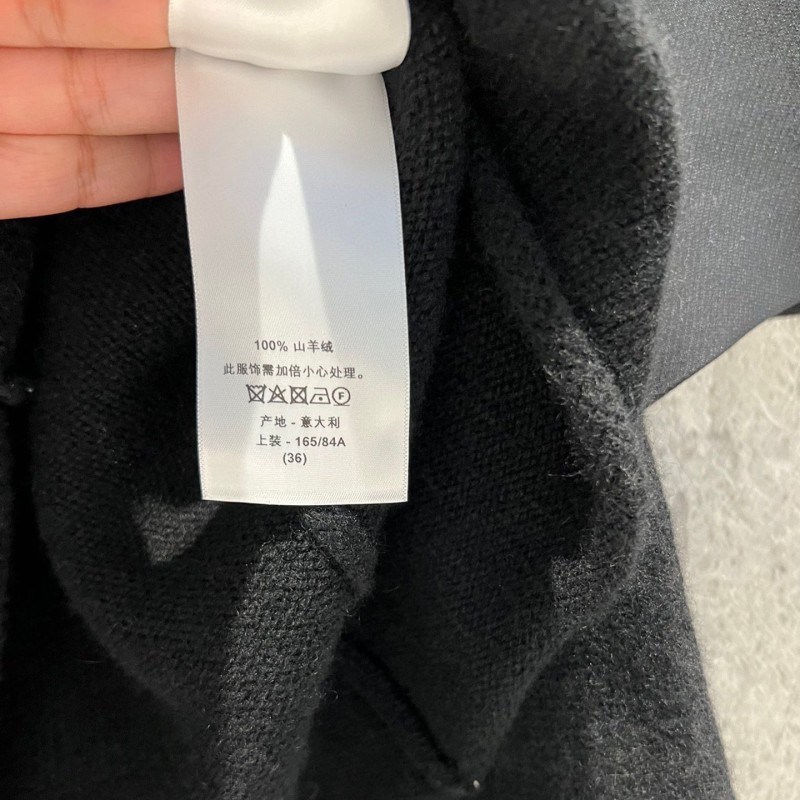 100% 山羊绒
此服饰需加倍小心处理。
F
产地 - 意大利
上装 - 165/84A
(36)